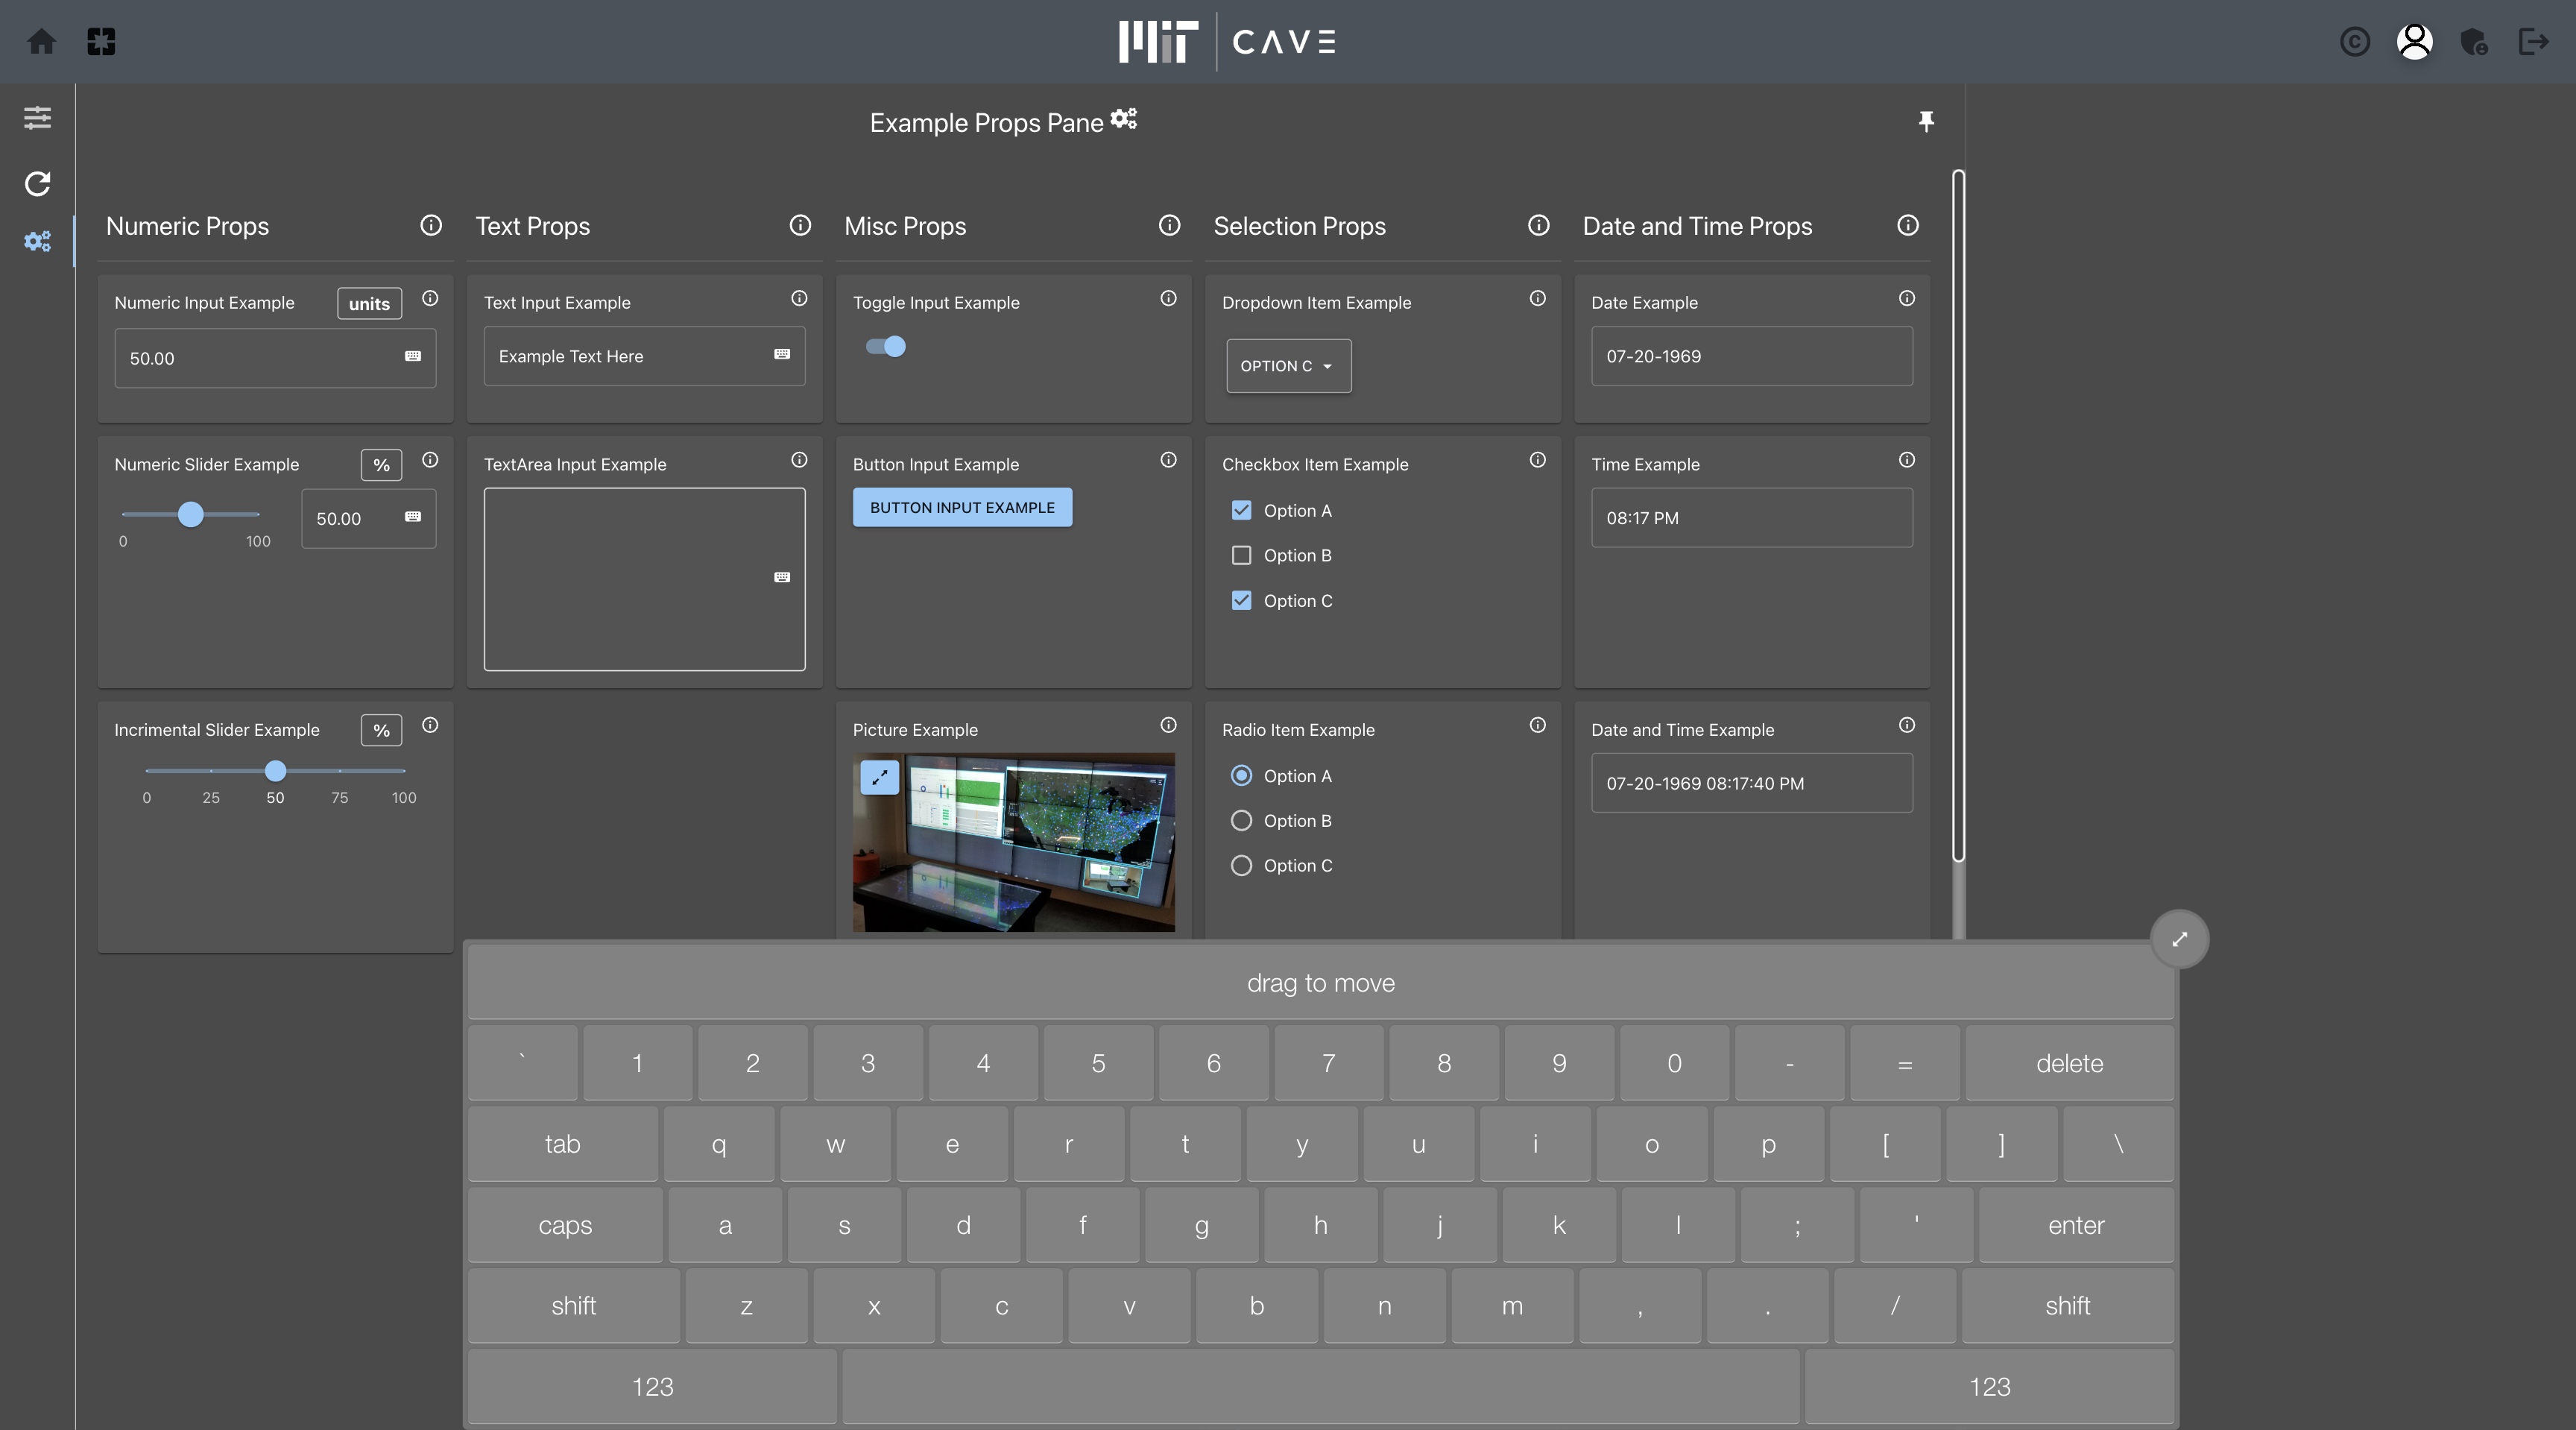 MIT CAVE
Example Props Pane
Numeric Props
Text Props
Misc Props
Selection Props
Date and Time Props
Numeric Input Example units
50.00
Text Input Example
Example Text Here
Toggle Input Example
Dropdown Item Example
OPTION C
Date Example
07-20-1969
Numeric Slider Example %
50.00
0 100
TextArea Input Example
Button Input Example
BUTTON INPUT EXAMPLE
Checkbox Item Example
Option A
Option B
Option C
Time Example
08:17 PM
Incrimental Slider Example %
0 25 50 75 100
Picture Example
Radio Item Example
Option A
Option B
Option C
Date and Time Example
07-20-1969 08:17:40 PM
drag to move
` 1 2 3 4 5 6 7 8 9 0 - = delete
tab q w e r t y u i o p [ ] \
caps a s d f g h j k l ; ' enter
shift z x c v b n m , . / shift
123 123